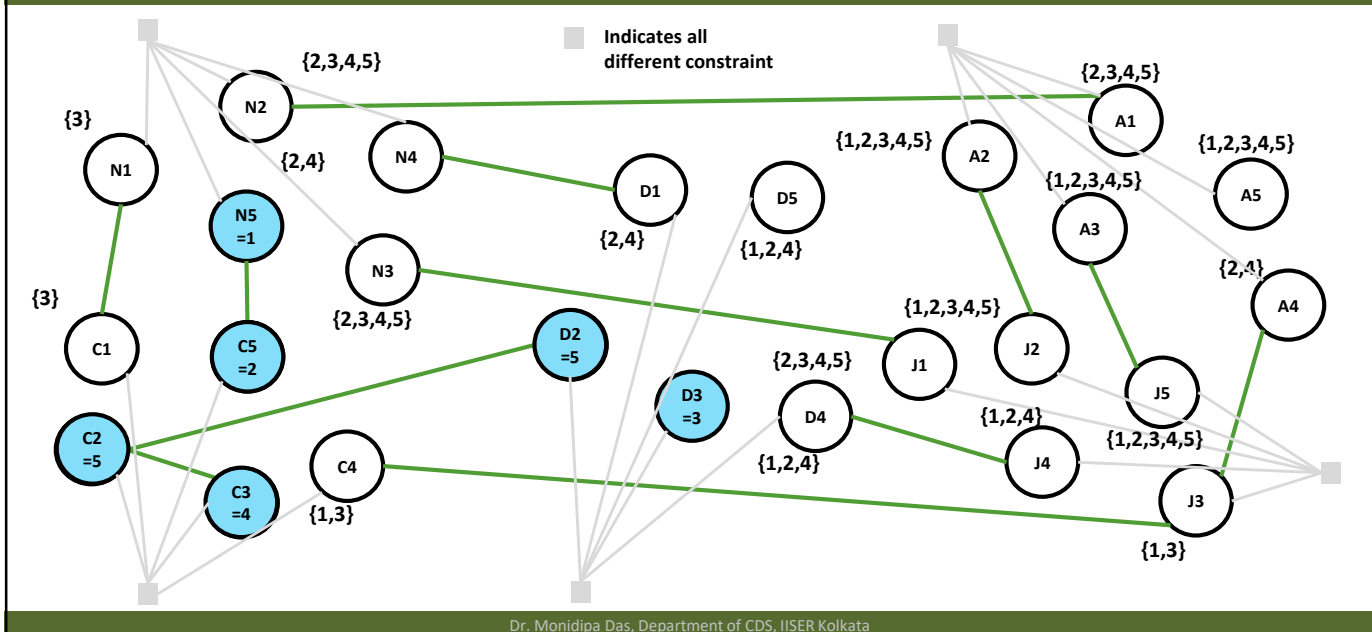 Indicates all
different constraint
{2,3,4,5}
N2
{3}
N1
{2,4}
N4
N5
=1
N3
{2,3,4,5}
{3}
C1
C5
=2
C2
=5
C3
=4
C4
{1,3}
D1
{2,4}
D5
{1,2,4}
D2
=5
D3
=3
{2,3,4,5}
D4
{1,2,4}
{2,3,4,5}
A1
{1,2,3,4,5}
A2
{1,2,3,4,5}
A5
{1,2,3,4,5}
A3
{2,4}
A4
{1,2,3,4,5}
J1
J2
J5
{1,2,3,4,5}
{1,2,4}
J4
J3
{1,3}
Dr. Monidipa Das, Department of CDS, IISER Kolkata